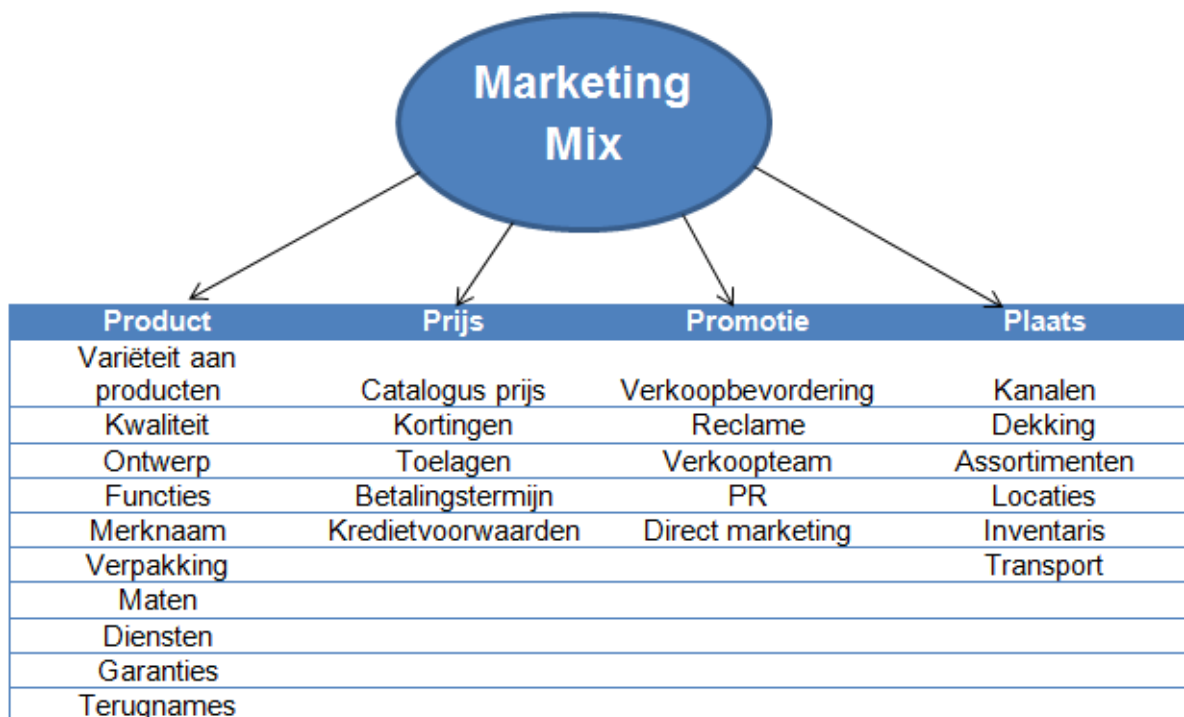 Marketing
Mix
Product Prijs Promotie Plaats
Variëteit aan
producten Catalogus prijs Verkoopbevordering Kanalen
Kwaliteit Kortingen Reclame Dekking
Ontwerp Toelagen Verkoopteam Assortimenten
Functies Betalingstermijn PR Locaties
Merknaam Kredietvoorwaarden Direct marketing Inventaris
Verpakking Transport
Maten
Diensten
Garanties
Terugnames